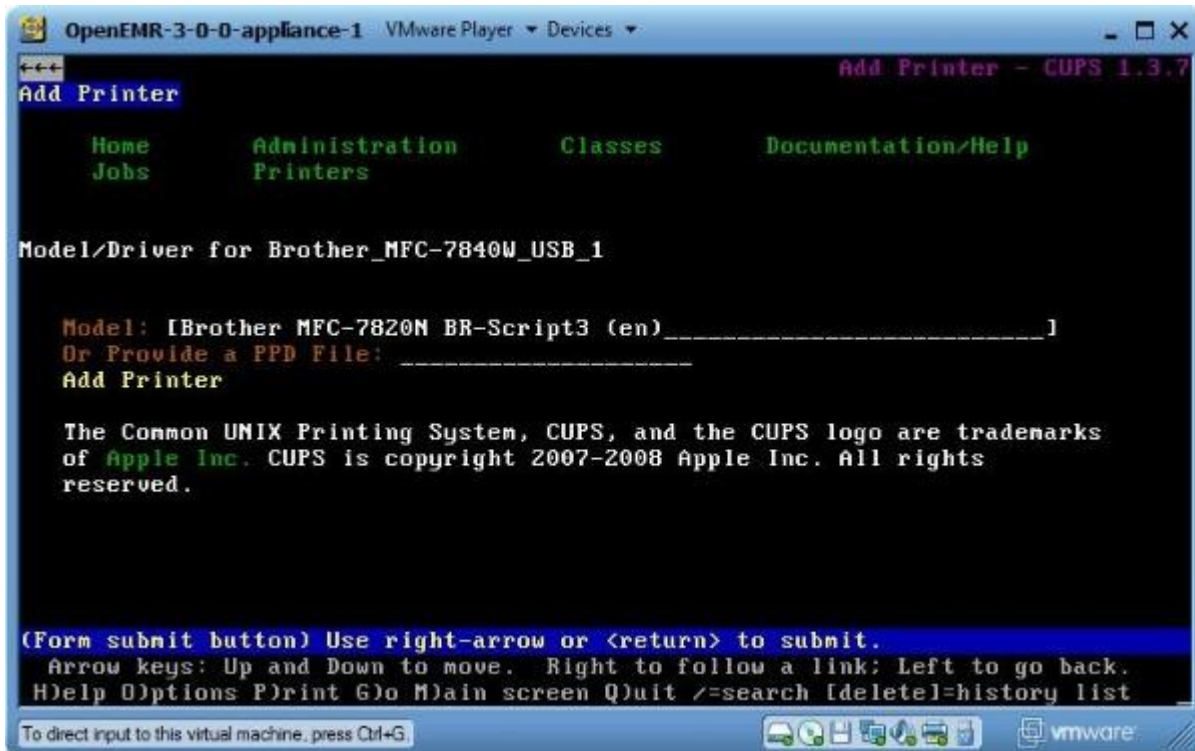 OpenEMR-3-0-0-appliance-1 VMware Player ▾ Devices ▾
←←← Add Printer - CUPS 1.3.7
Add Printer
Home Administration Classes Documentation/Help
Jobs Printers
Model/Driver for Brother_MFC-7840W_USB_1
Model: [Brother MFC-7820N BR-Script3 (en)__________________________]
Or Provide a PPD File: ____________________
Add Printer
The Common UNIX Printing System, CUPS, and the CUPS logo are trademarks
of Apple Inc. CUPS is copyright 2007-2008 Apple Inc. All rights
reserved.
(Form submit button) Use right-arrow or <return> to submit.
Arrow keys: Up and Down to move. Right to follow a link; Left to go back.
H)elp O)ptions P)rint G)o M)ain screen Q)uit /=search [delete]=history list
To direct input to this virtual machine, press Ctrl+G. vmware